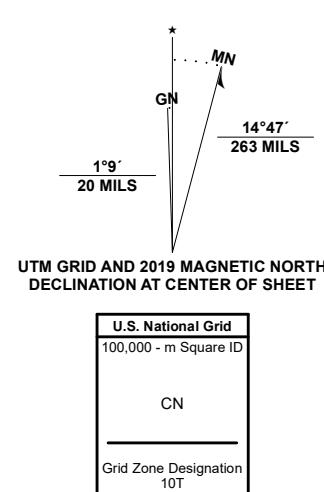 ★
MN
GN
14°47´
263 MILS
1°9´
20 MILS
UTM GRID AND 2019 MAGNETIC NORTH
DECLINATION AT CENTER OF SHEET
U.S. National Grid
100,000 - m Square ID
CN
Grid Zone Designation
10T